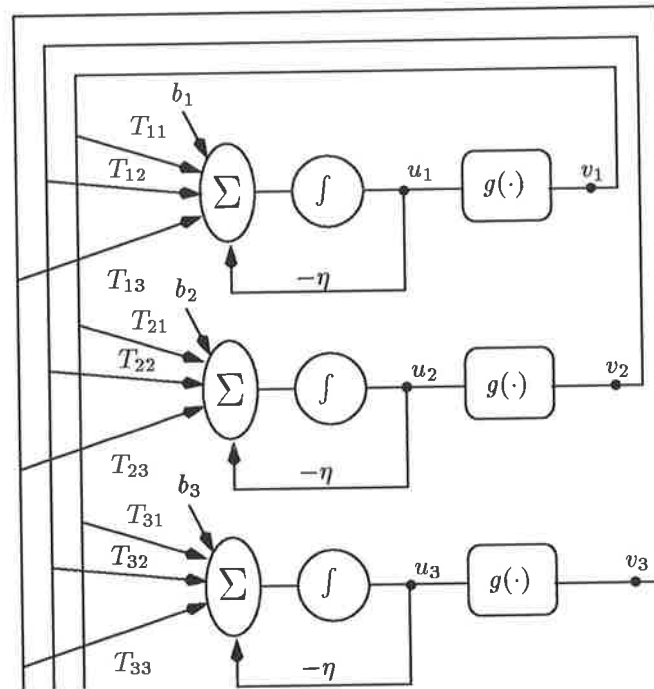 b₁
T₁₁
T₁₂
Σ ∫ u₁ g(·) v₁
−η
T₁₃
b₂
T₂₁
T₂₂
Σ ∫ u₂ g(·) v₂
−η
T₂₃
b₃
T₃₁
T₃₂
Σ ∫ u₃ g(·) v₃
−η
T₃₃